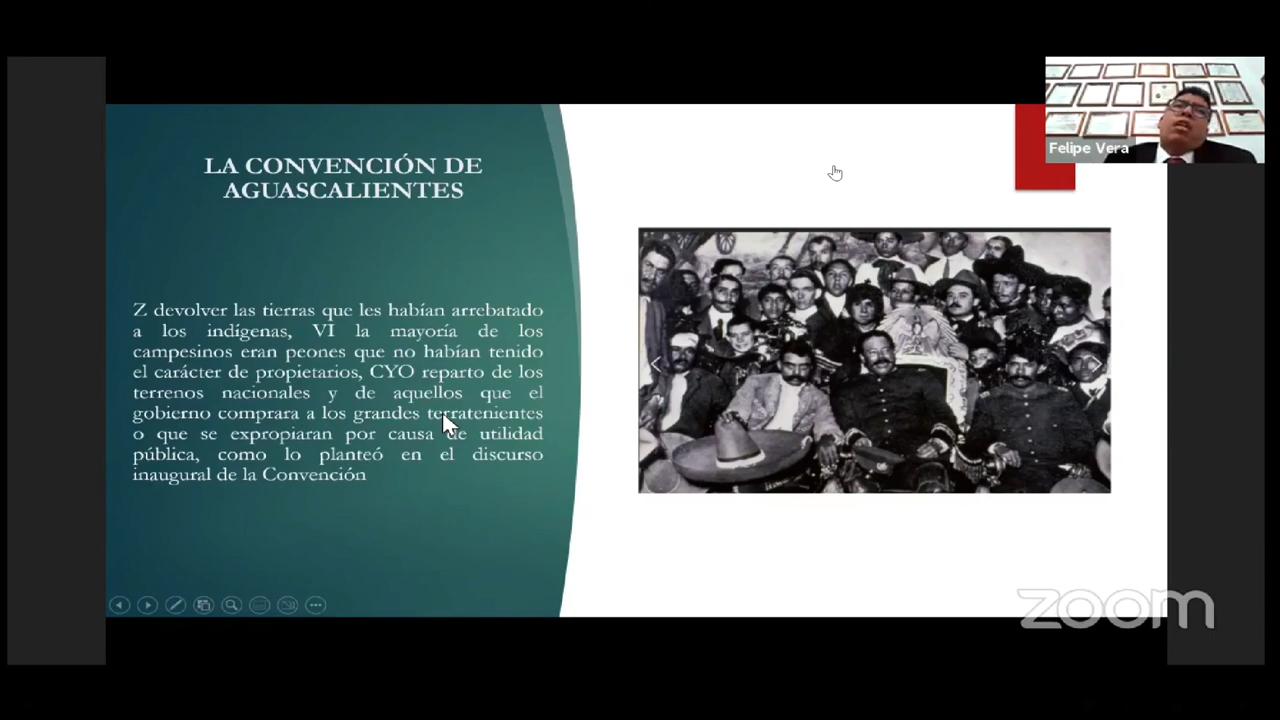 LA CONVENCIÓN DE
AGUASCALIENTES
Z devolver las tierras que les habían arrebatado
a los indígenas, VI la mayoría de los
campesinos eran peones que no habían tenido
el carácter de propietarios, CYO reparto de los
terrenos nacionales y de aquellos que el
gobierno comprara a los grandes terratenientes
o que se expropiaran por causa de utilidad
pública, como lo planteó en el discurso
inaugural de la Convención
Felipe Vera
zoom